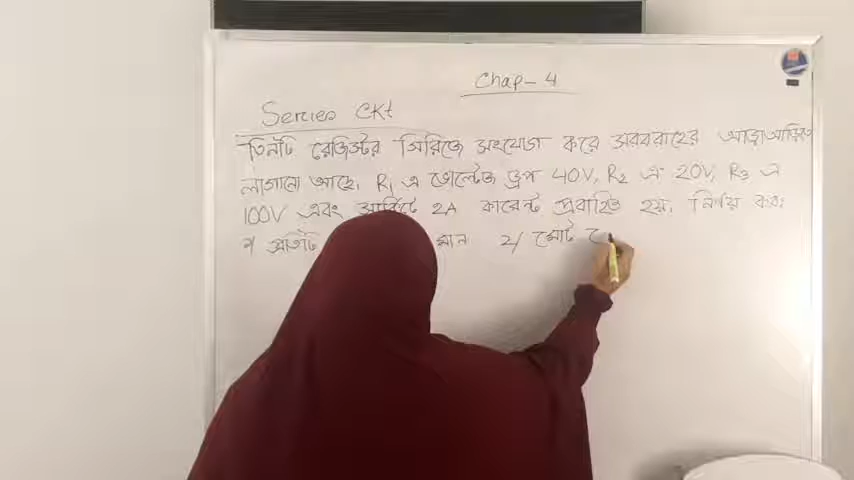 Chap-4
Series CKt
তিনটি রেজিস্টর সিরিজে সংযোগ করে সরবরাহের আড়াআড়িতে
লাগানো আছে, R₁ এ ভোল্টেজ ড্রপ 40V, R₂ এ 20V, R₃ এ
100V এবং সার্কিটে 2A কারেন্ট প্রবাহিত হয়, নির্ণয় কর:
১/ প্রতিটি মান ২/ মোট